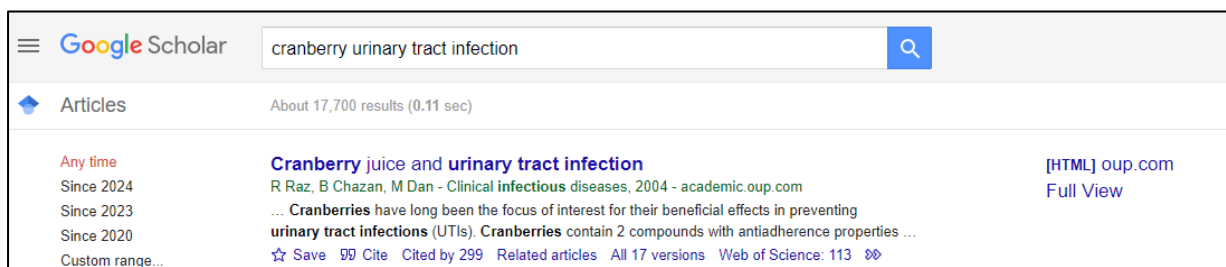 Google Scholar
cranberry urinary tract infection
Articles
About 17,700 results (0.11 sec)
Any time
Since 2024
Since 2023
Since 2020
Custom range...
Cranberry juice and urinary tract infection
R Raz, B Chazan, M Dan - Clinical infectious diseases, 2004 - academic.oup.com
... Cranberries have long been the focus of interest for their beneficial effects in preventing
urinary tract infections (UTIs). Cranberries contain 2 compounds with antiadherence properties ...
Save Cite Cited by 299 Related articles All 17 versions Web of Science: 113
[HTML] oup.com
Full View